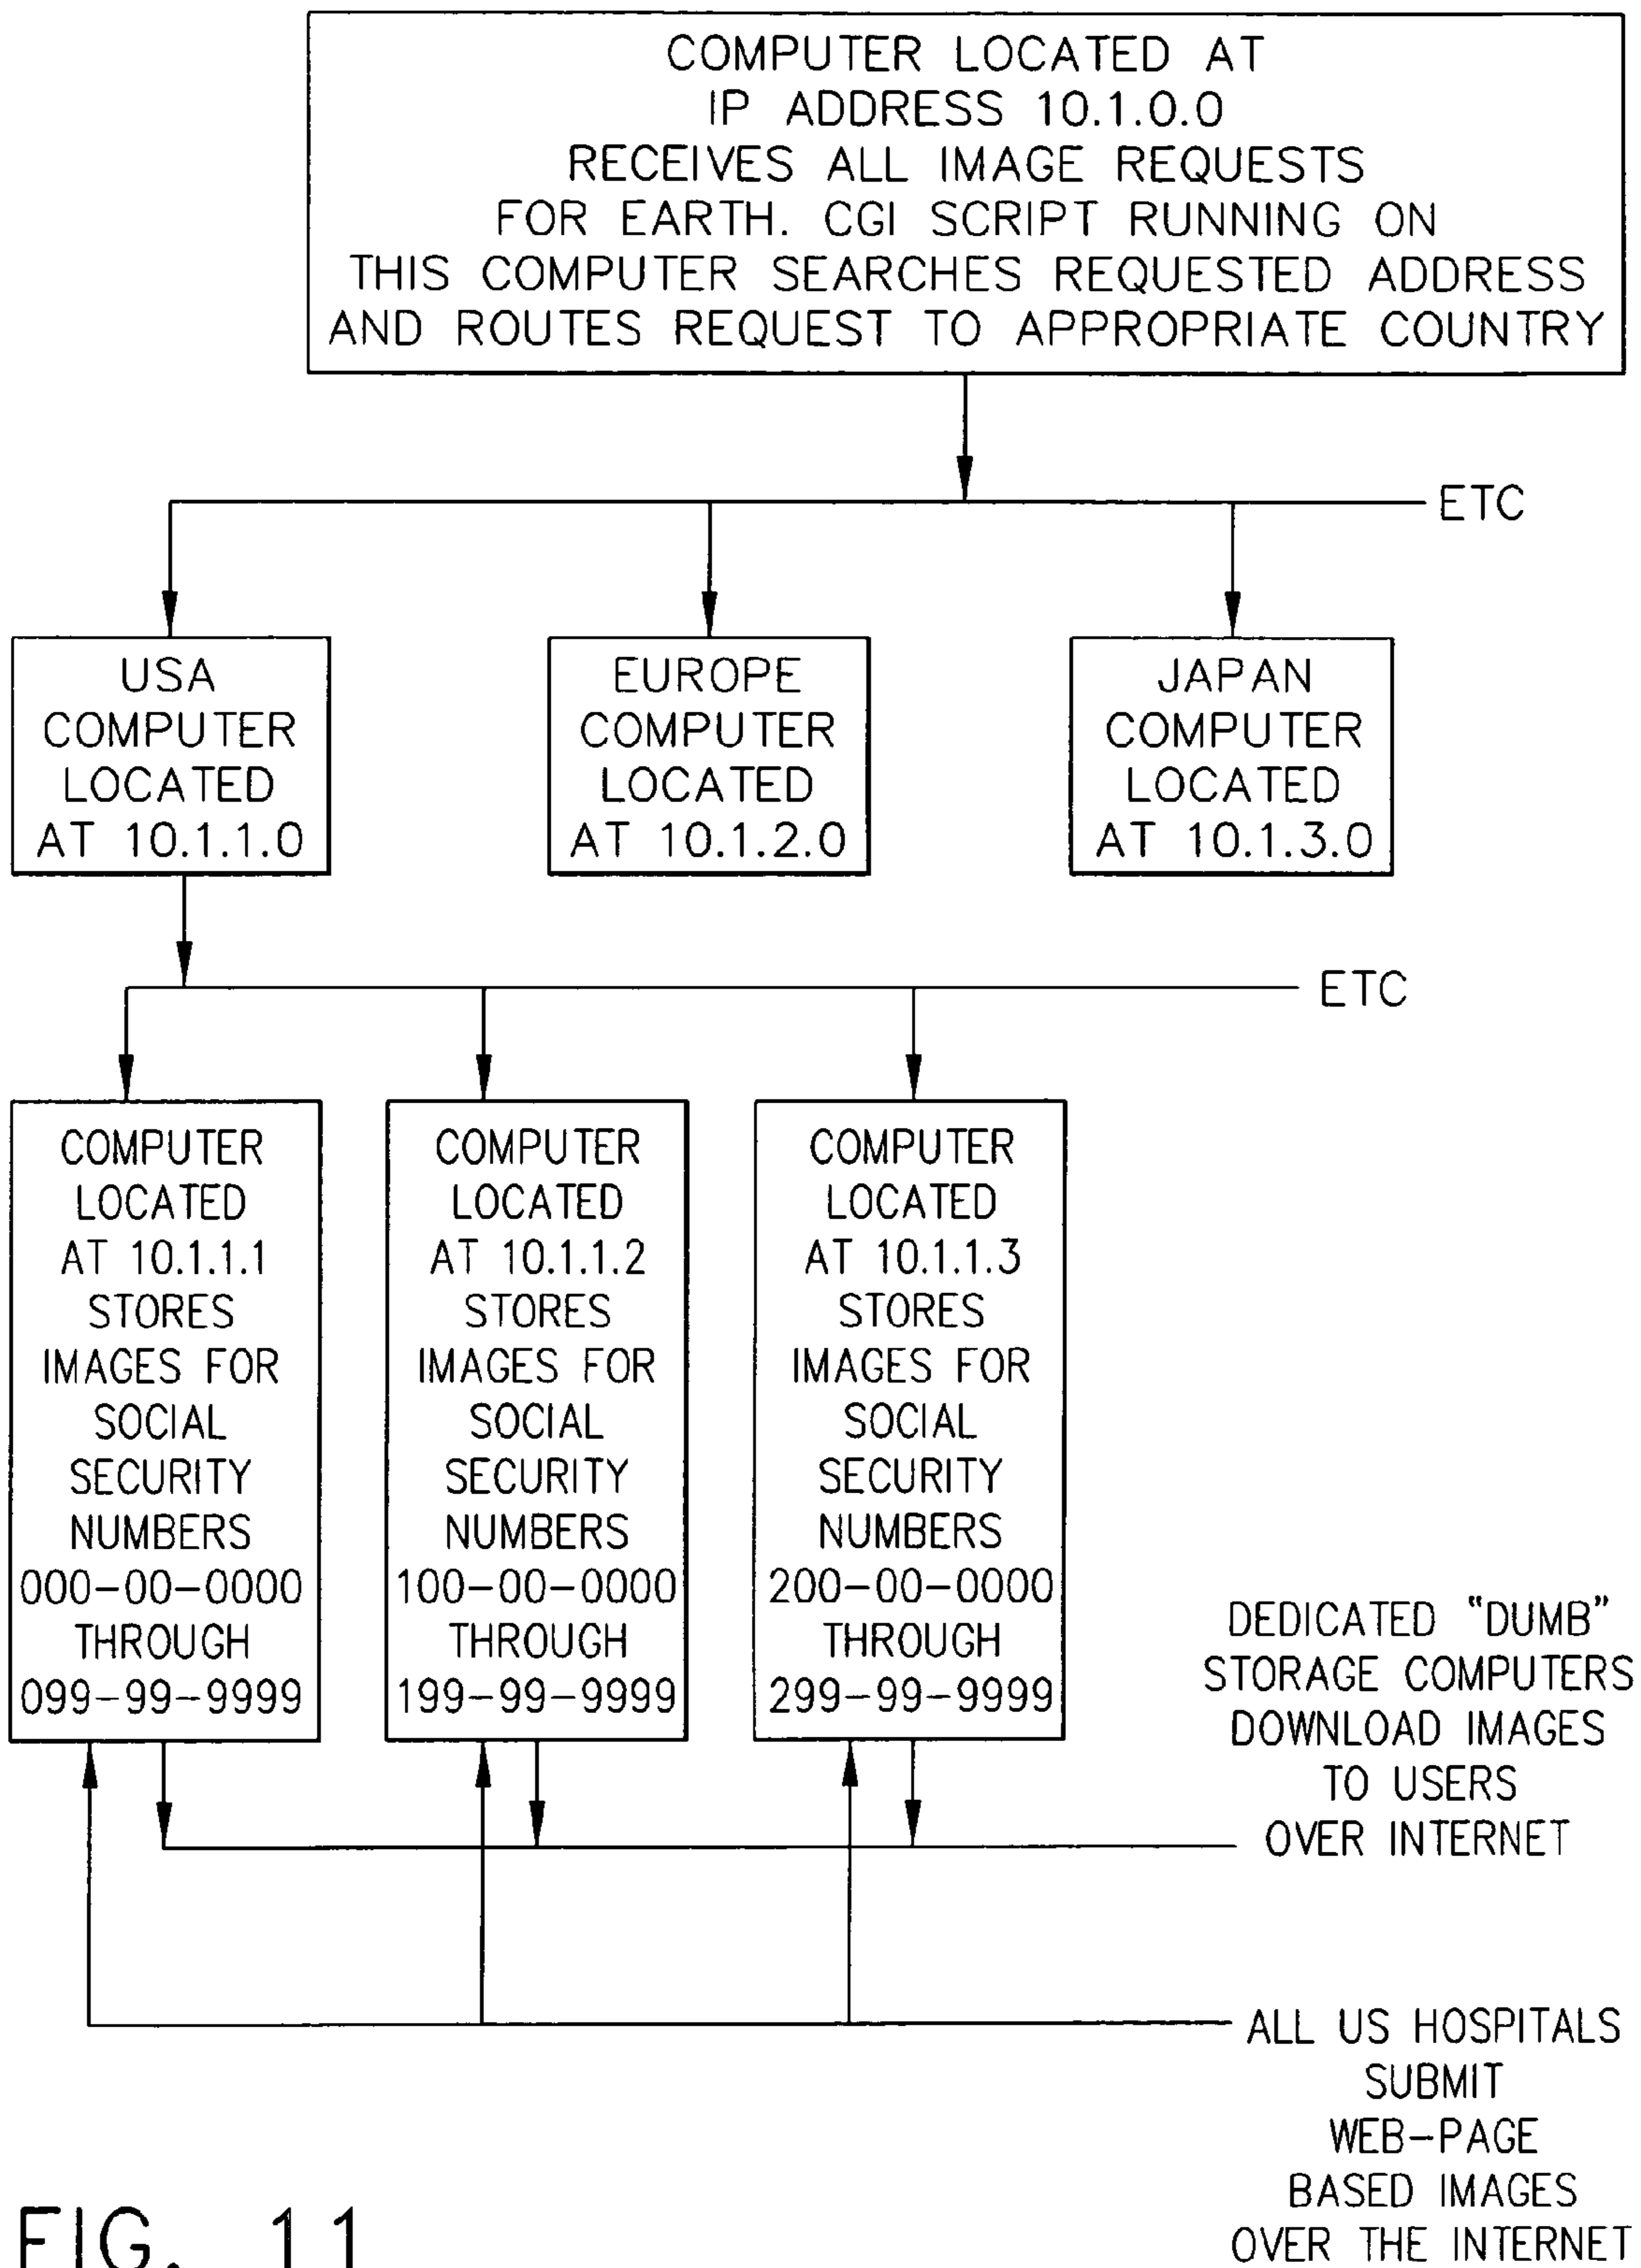 COMPUTER LOCATED AT
IP ADDRESS 10.1.0.0
RECEIVES ALL IMAGE REQUESTS
FOR EARTH. CGI SCRIPT RUNNING ON
THIS COMPUTER SEARCHES REQUESTED ADDRESS
AND ROUTES REQUEST TO APPROPRIATE COUNTRY
ETC
USA
COMPUTER
LOCATED
AT 10.1.1.0
EUROPE
COMPUTER
LOCATED
AT 10.1.2.0
JAPAN
COMPUTER
LOCATED
AT 10.1.3.0
ETC
COMPUTER
LOCATED
AT 10.1.1.1
STORES
IMAGES FOR
SOCIAL
SECURITY
NUMBERS
000-00-0000
THROUGH
099-99-9999
COMPUTER
LOCATED
AT 10.1.1.2
STORES
IMAGES FOR
SOCIAL
SECURITY
NUMBERS
100-00-0000
THROUGH
199-99-9999
COMPUTER
LOCATED
AT 10.1.1.3
STORES
IMAGES FOR
SOCIAL
SECURITY
NUMBERS
200-00-0000
THROUGH
299-99-9999
DEDICATED “DUMB”
STORAGE COMPUTERS
DOWNLOAD IMAGES
TO USERS
OVER INTERNET
ALL US HOSPITALS
SUBMIT
WEB-PAGE
BASED IMAGES
OVER THE INTERNET
FIG. 11